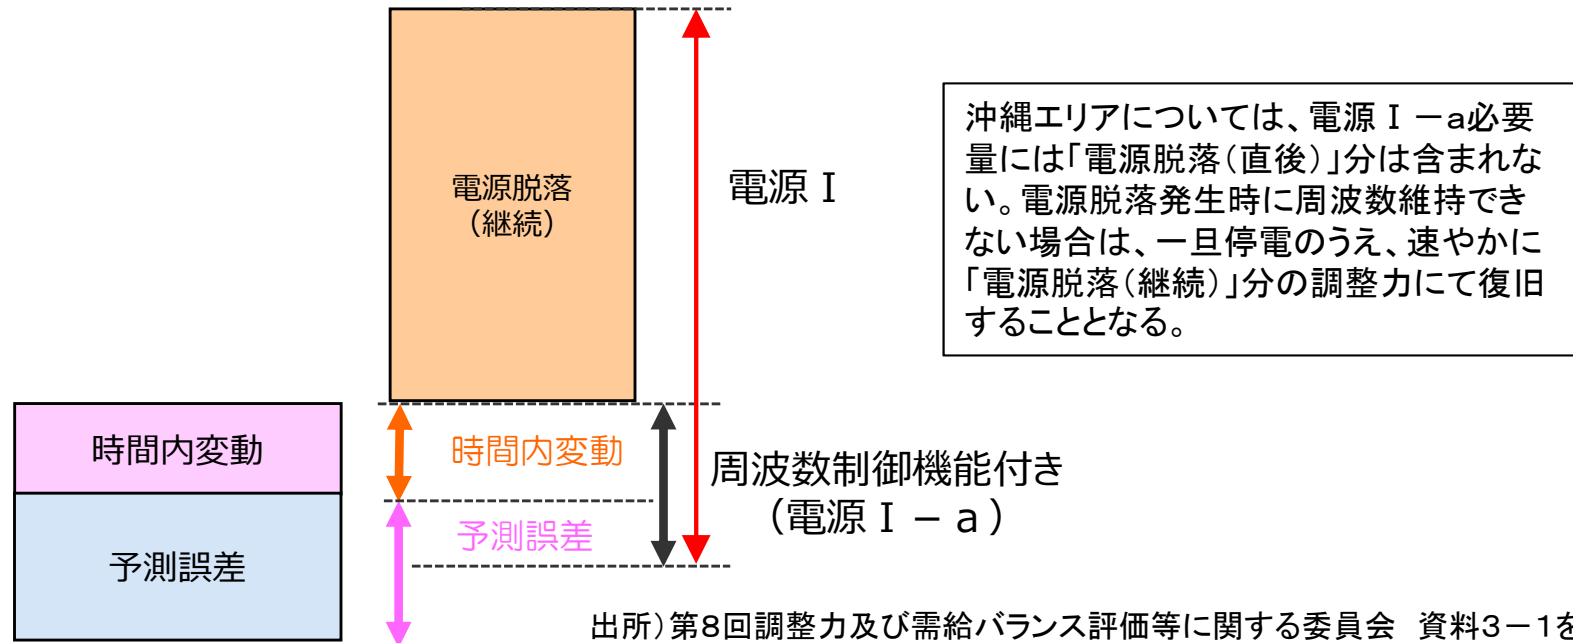 電源脱落
(継続)
電源Ⅰ
沖縄エリアについては、電源Ⅰ-a必要
量には「電源脱落(直後)」分は含まれな
い。電源脱落発生時に周波数維持でき
ない場合は、一旦停電のうえ、速やかに
「電源脱落(継続)」分の調整力にて復旧
することとなる。
時間内変動
予測誤差
時間内変動
予測誤差
周波数制御機能付き
(電源Ⅰ-a)
出所)第8回調整力及び需給バランス評価等に関する委員会 資料3-1を